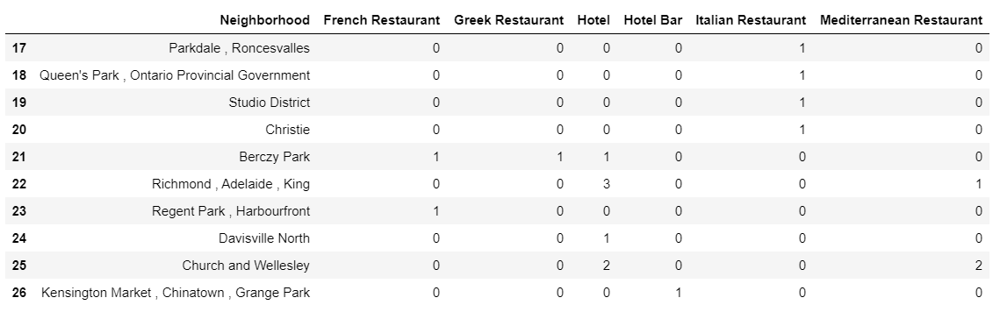 Neighborhood French Restaurant Greek Restaurant Hotel Hotel Bar Italian Restaurant Mediterranean Restaurant
17 Parkdale , Roncesvalles 0 0 0 0 1 0
18 Queen's Park , Ontario Provincial Government 0 0 0 0 1 0
19 Studio District 0 0 0 0 1 0
20 Christie 0 0 0 0 1 0
21 Berczy Park 1 1 1 0 0 0
22 Richmond , Adelaide , King 0 0 3 0 0 1
23 Regent Park , Harbourfront 1 0 0 0 0 0
24 Davisville North 0 0 1 0 0 0
25 Church and Wellesley 0 0 2 0 0 2
26 Kensington Market , Chinatown , Grange Park 0 0 0 1 0 0